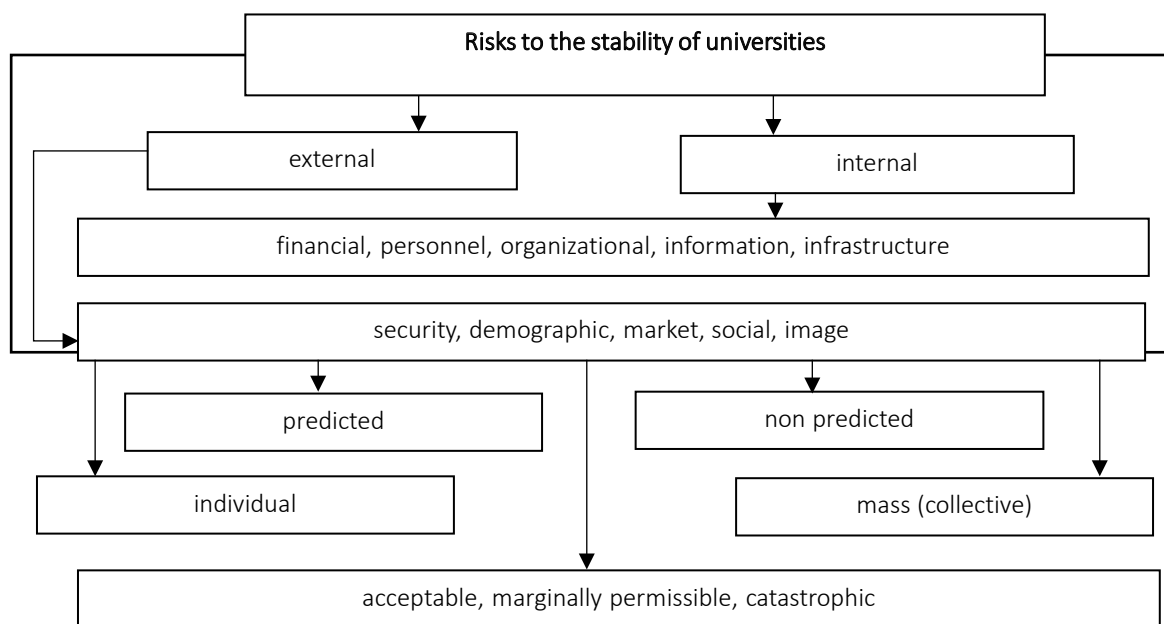 Risks to the stability of universities
external
internal
financial, personnel, organizational, information, infrastructure
security, demographic, market, social, image
predicted
non predicted
individual
mass (collective)
acceptable, marginally permissible, catastrophic